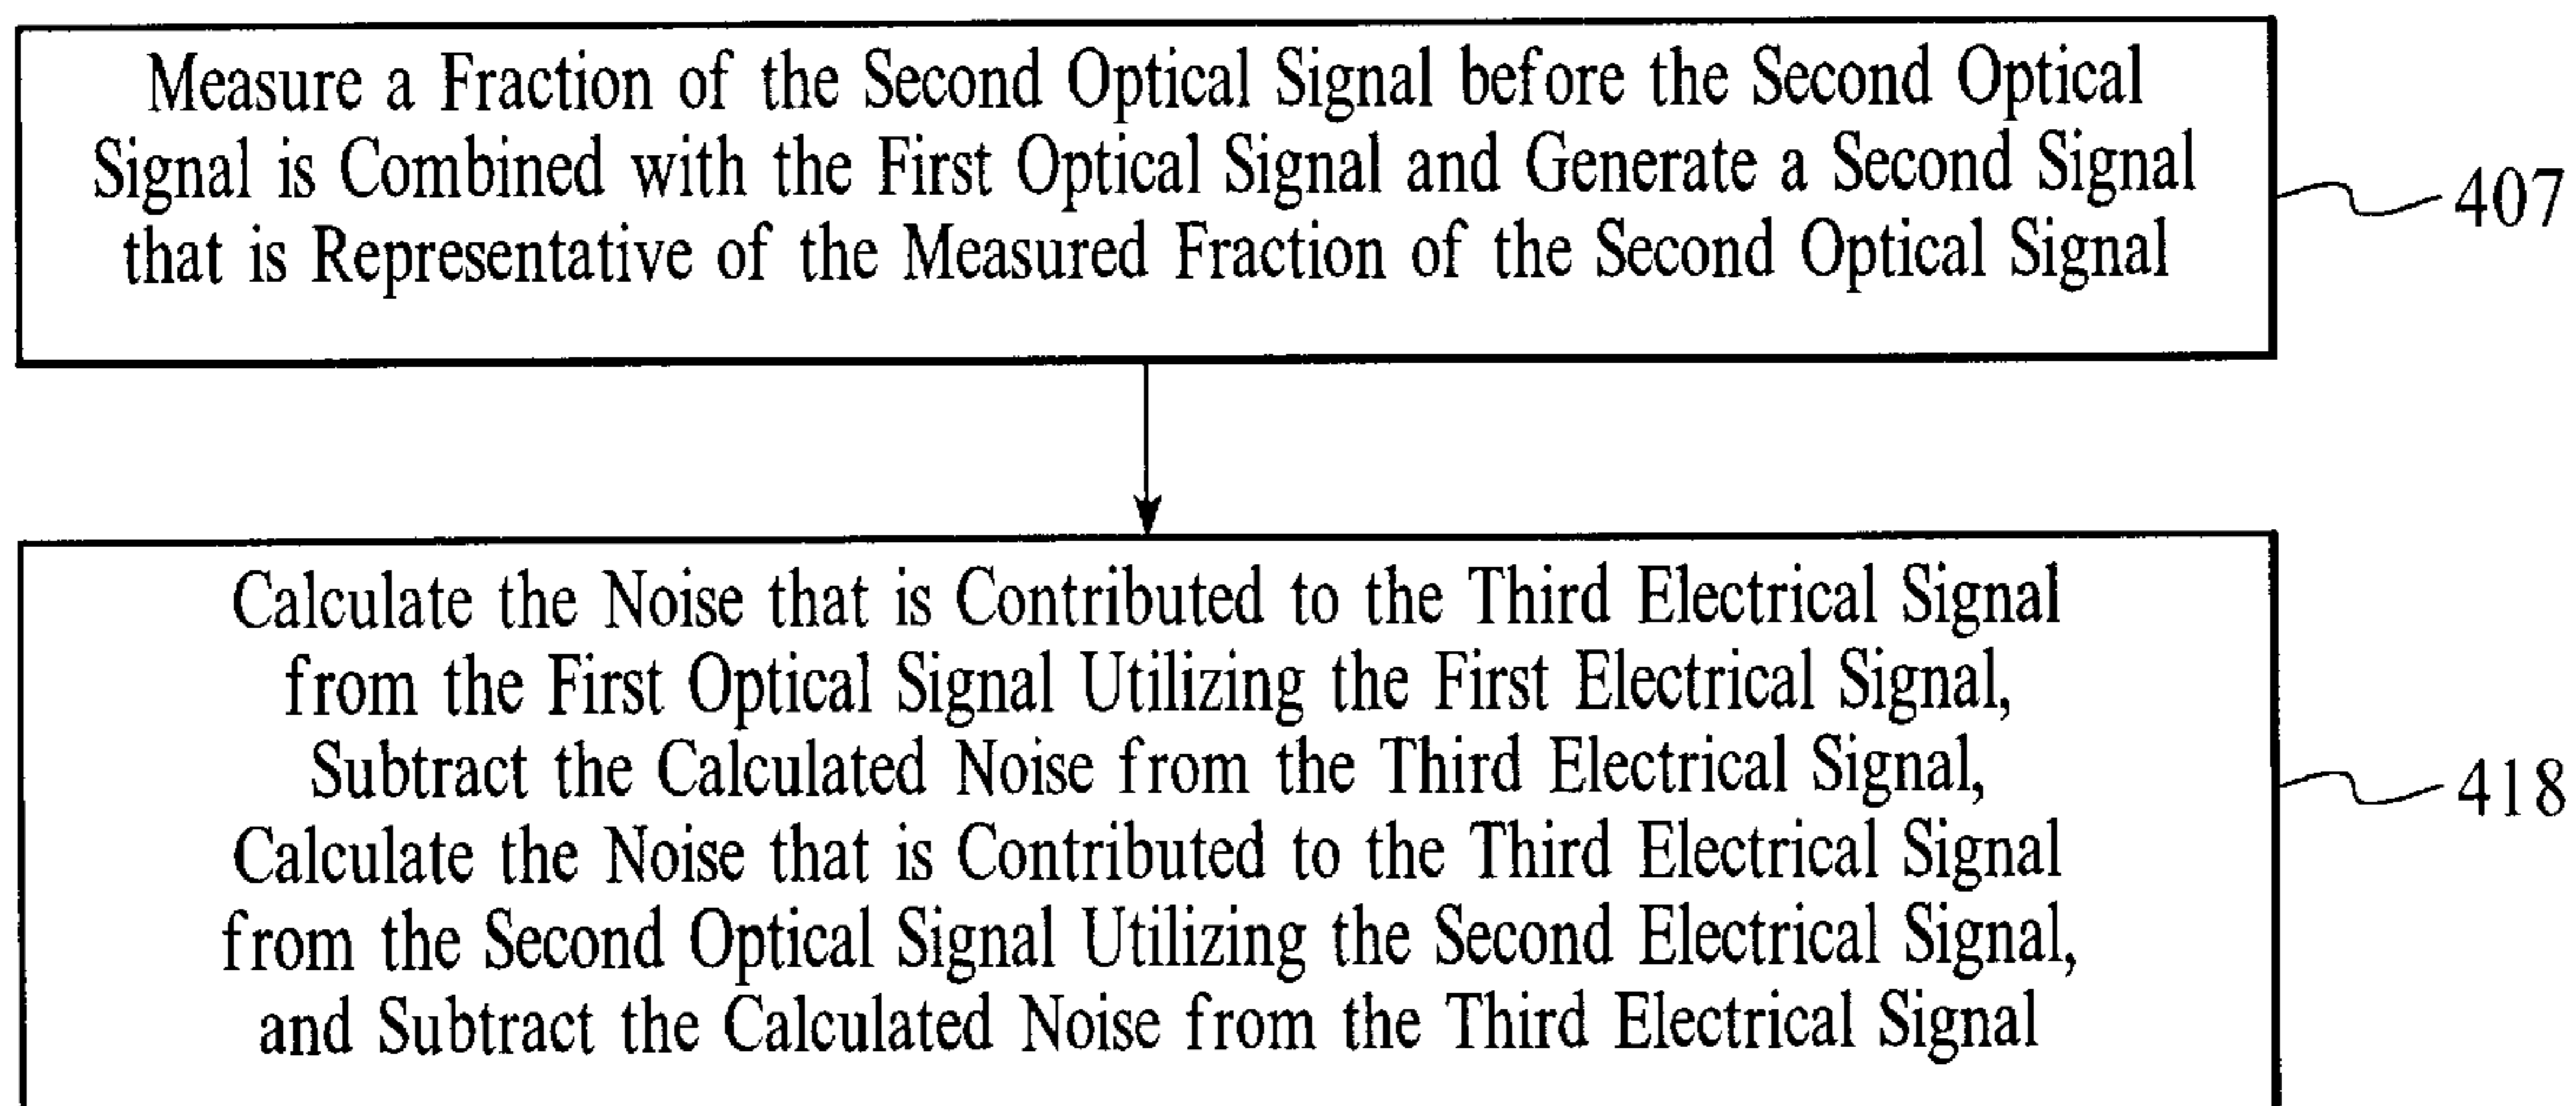 Measure a Fraction of the Second Optical Signal before the Second Optical
Signal is Combined with the First Optical Signal and Generate a Second Signal
that is Representative of the Measured Fraction of the Second Optical Signal
407
Calculate the Noise that is Contributed to the Third Electrical Signal
from the First Optical Signal Utilizing the First Electrical Signal,
Subtract the Calculated Noise from the Third Electrical Signal,
Calculate the Noise that is Contributed to the Third Electrical Signal
from the Second Optical Signal Utilizing the Second Electrical Signal,
and Subtract the Calculated Noise from the Third Electrical Signal
418